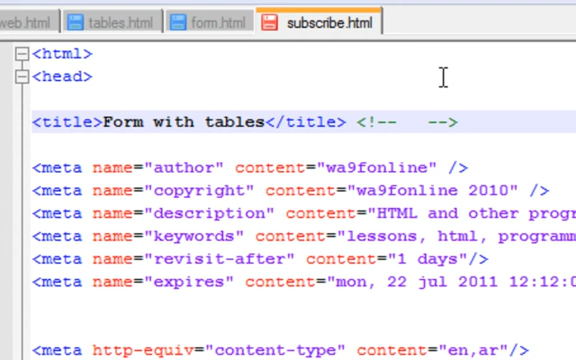 web.html tables.html form.html subscribe.html
<html>
<head>
<title>Form with tables</title> <!-- -->
<meta name="author" content="wa9fonline" />
<meta name="copyright" content="wa9fonline 2010" />
<meta name="description" content="HTML and other progr
<meta name="keywords" content="lessons, html, programm
<meta name="revisit-after" content="1 days"/>
<meta name="expires" content="mon, 22 jul 2011 12:12:0
<meta http-equiv="content-type" content="en,ar"/>